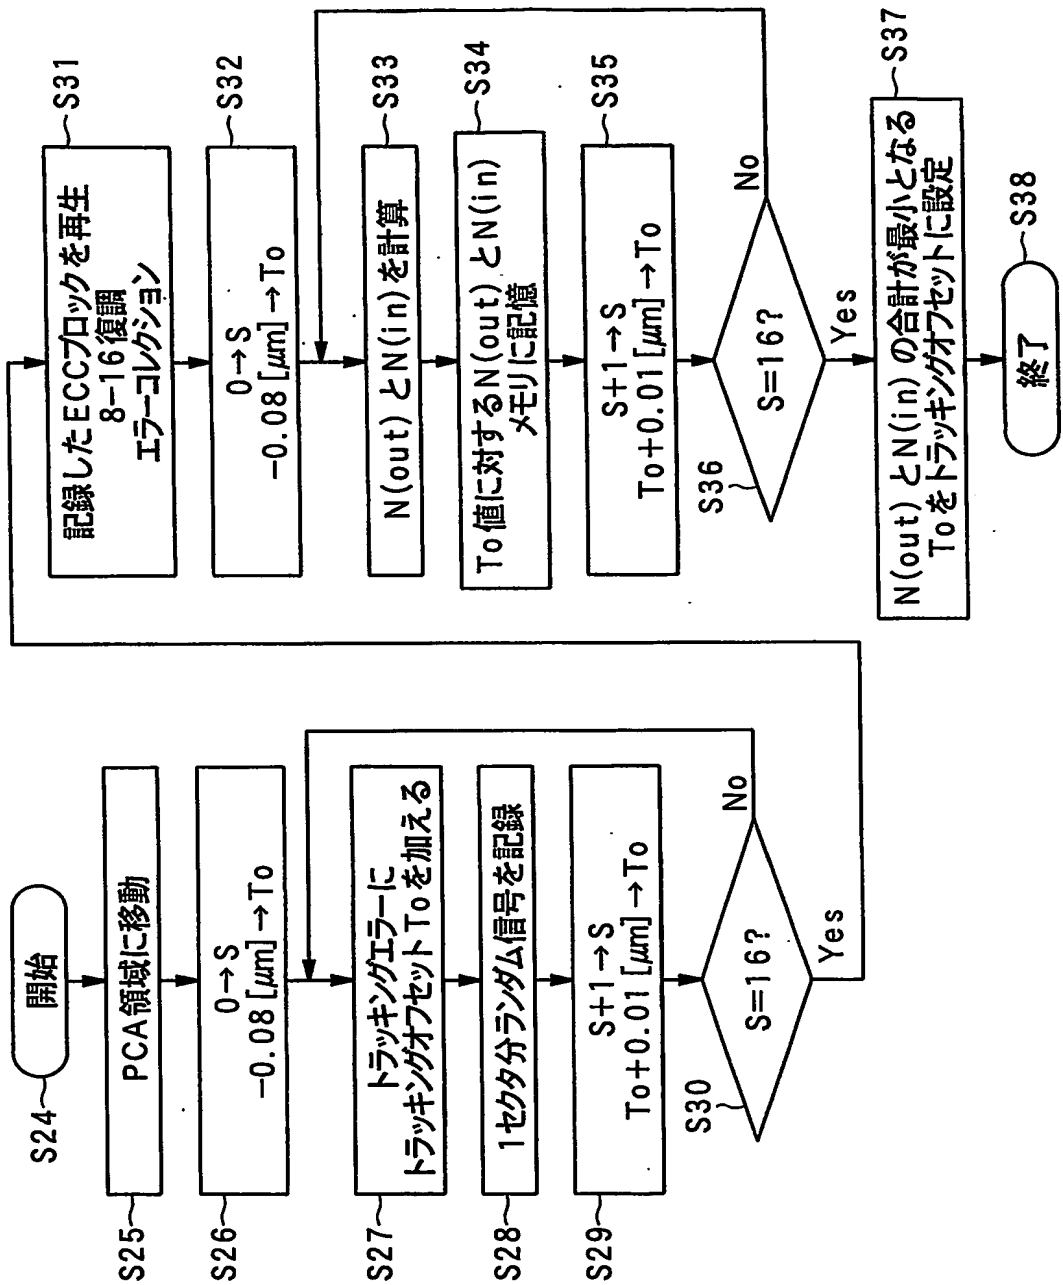 S24
開始
S25
PCA領域に移動
S26
0→S
-0.08[μm]→To
S27
トラッキングエラーに
トラッキングオフセットToを加える
S28
1セクタ分ランダム信号を記録
S29
S+1→S
To+0.01[μm]→To
S30
S=16?
No
Yes
S31
記録したECCブロックを再生
8-16復調
エラーコレクション
S32
0→S
-0.08[μm]→To
S33
N(out)とN(in)を計算
S34
To値に対するN(out)とN(in)
メモリに記憶
S35
S+1→S
To+0.01[μm]→To
S36
S=16?
No
Yes
S37
N(out)とN(in)の合計が最小となる
Toをトラッキングオフセットに設定
S38
終了